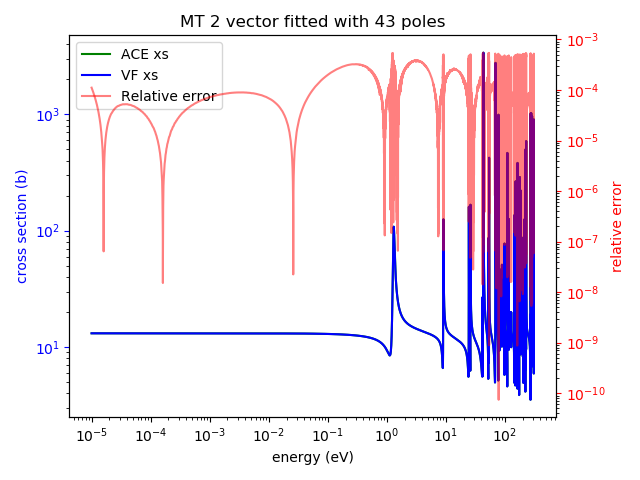 MT 2 vector fitted with 43 poles
ACE xs
VF xs
Relative error
cross section (b)
10³
10²
10¹
10⁻³
10⁻⁴
10⁻⁵
10⁻⁶
10⁻⁷
10⁻⁸
10⁻⁹
10⁻¹⁰
relative error
10⁻⁵ 10⁻⁴ 10⁻³ 10⁻² 10⁻¹ 10⁰ 10¹ 10²
energy (eV)